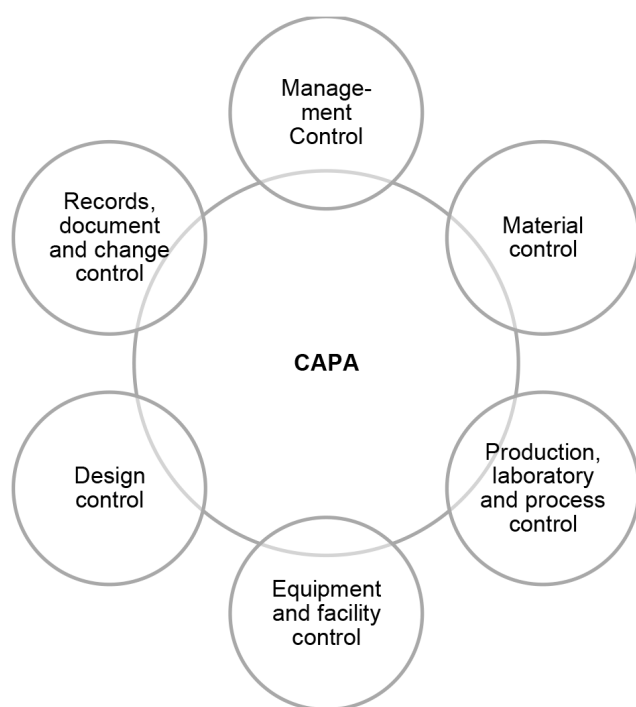 Manage-
ment
Control
Records,
document
and change
control
Material
control
CAPA
Design
control
Production,
laboratory
and process
control
Equipment
and facility
control